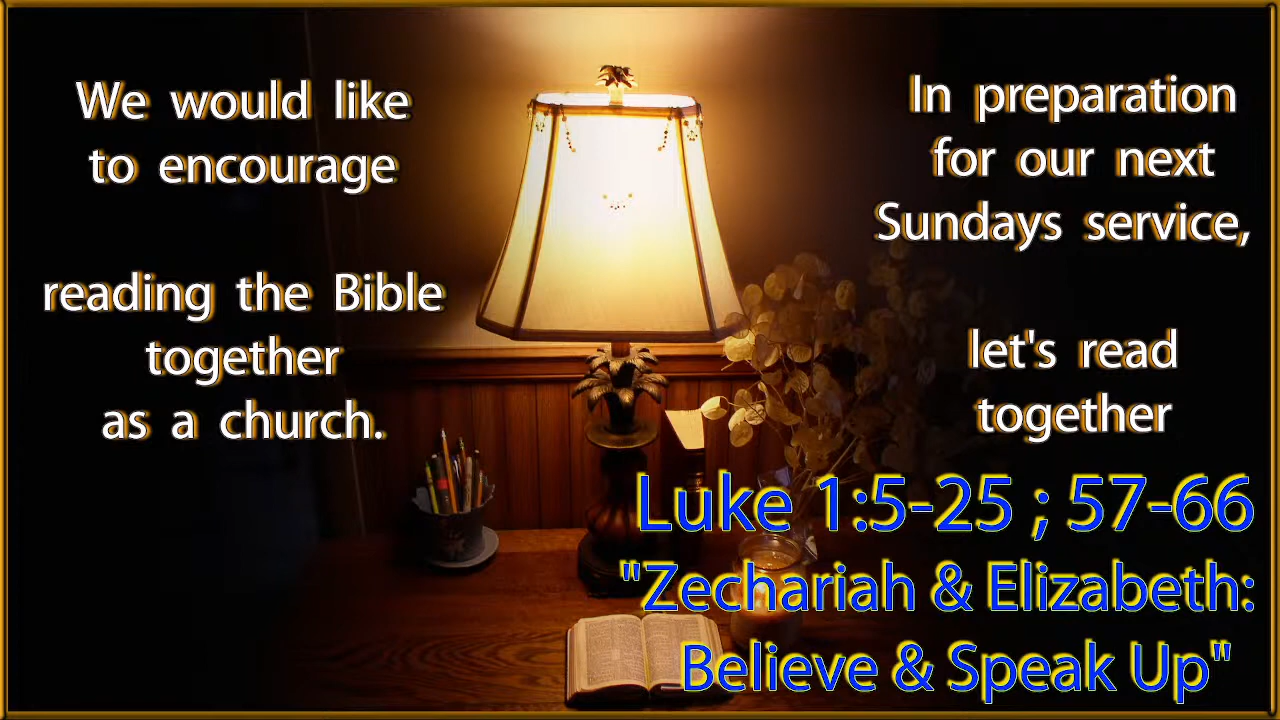 We would like
to encourage
reading the Bible
together
as a church.
In preparation
for our next
Sundays service,
let's read
together
Luke 1:5-25 ; 57-66
"Zechariah & Elizabeth:
Believe & Speak Up"